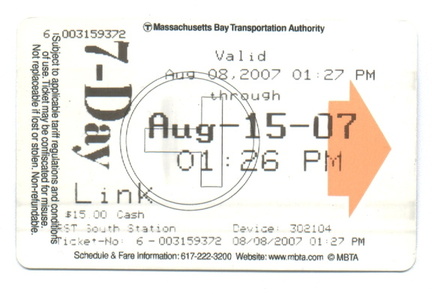 Massachusetts Bay Transportation Authority
6-003159372
Valid
Aug 08,2007 01:27 PM
through
Aug-15-07
01:26 PM
7-Day
Link
$15.00 Cash
RST South Station
Device: 302104
Ticket-No: 6-003159372
08/08/2007 01:27 PM
Schedule & Fare Information: 617-222-3200 Website: www.mbta.com © MBTA
*Subject to applicable tariff regulations and conditions
of use. Ticket may be confiscated for misuse.
Not replaceable if lost or stolen. Non-refundable.